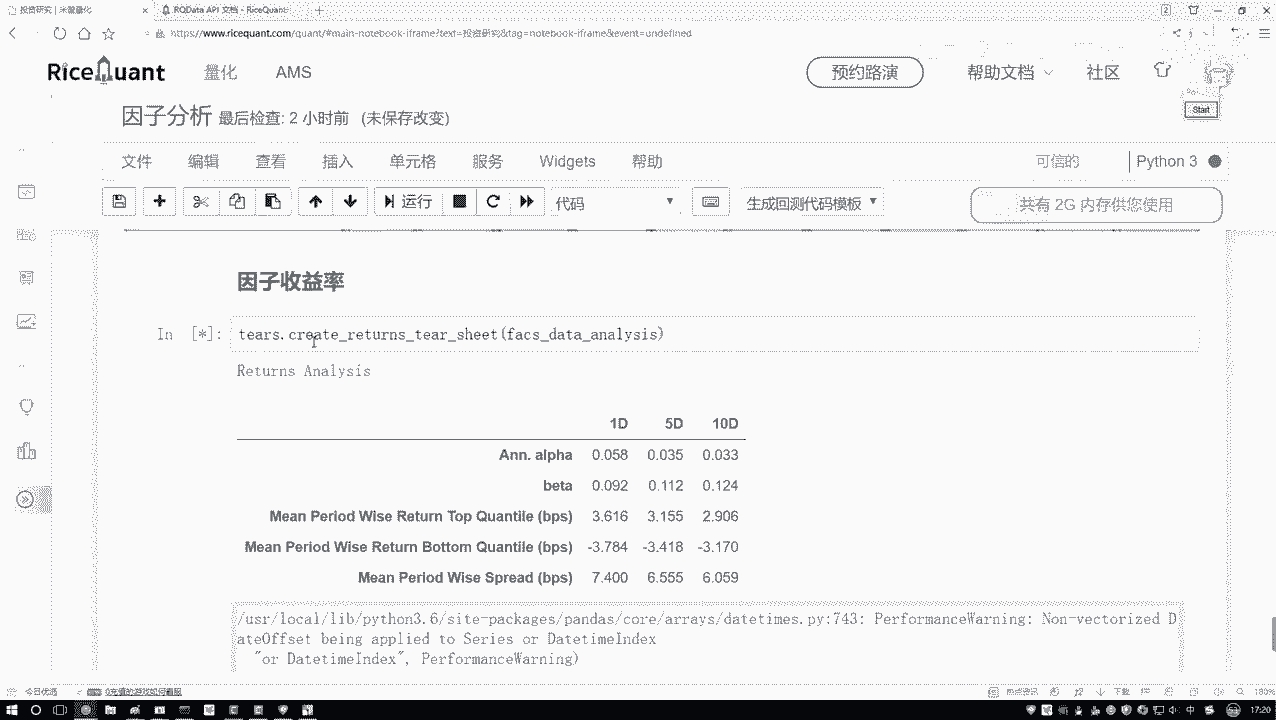 投资研究 | 米筐量化
RQData API 文档 - RiceQuant
https://www.ricequant.com/quant/#main-notebook-iframe?text=投资研究&tag=notebook-iframe&event=undefined
RiceQuant 量化 AMS 预约路演 帮助文档 社区
Start
因子分析 最后检查: 2 小时前 (未保存改变)
文件 编辑 查看 插入 单元格 服务 Widgets 帮助 可信的 Python 3
运行 代码 生成回测代码模板 共有 2G 内存供您使用
因子收益率
In [*]: tears.create_returns_tear_sheet(facs_data_analysis)
Returns Analysis
1D 5D 10D
Ann. alpha 0.058 0.035 0.033
beta 0.092 0.112 0.124
Mean Period Wise Return Top Quantile (bps) 3.616 3.155 2.906
Mean Period Wise Return Bottom Quantile (bps) -3.784 -3.418 -3.170
Mean Period Wise Spread (bps) 7.400 6.555 6.059
/usr/local/lib/python3.6/site-packages/pandas/core/arrays/datetimes.py:743: PerformanceWarning: Non-vectorized D
ateOffset being applied to Series or DatetimeIndex
"or DatetimeIndex", PerformanceWarning)
今日优选
下载
180%
中
17:20